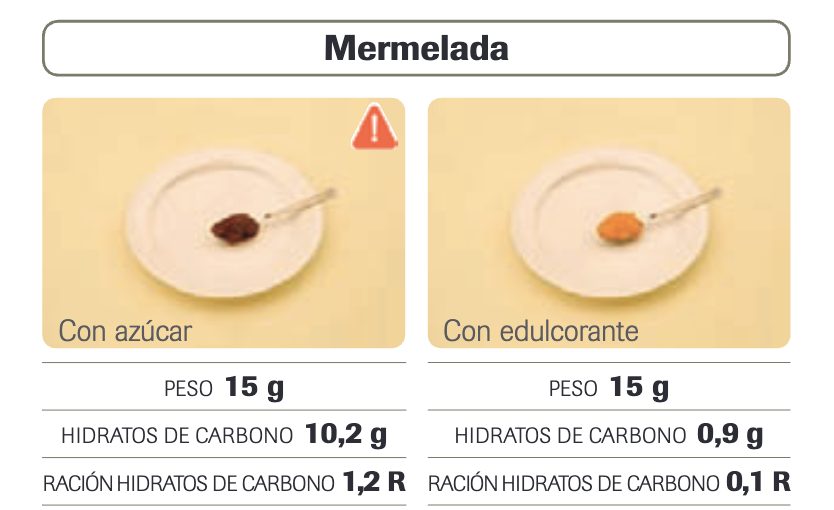 Mermelada
Con azúcar
PESO 15 g
HIDRATOS DE CARBONO 10,2 g
RACIÓN HIDRATOS DE CARBONO 1,2 R
Con edulcorante
PESO 15 g
HIDRATOS DE CARBONO 0,9 g
RACIÓN HIDRATOS DE CARBONO 0,1 R